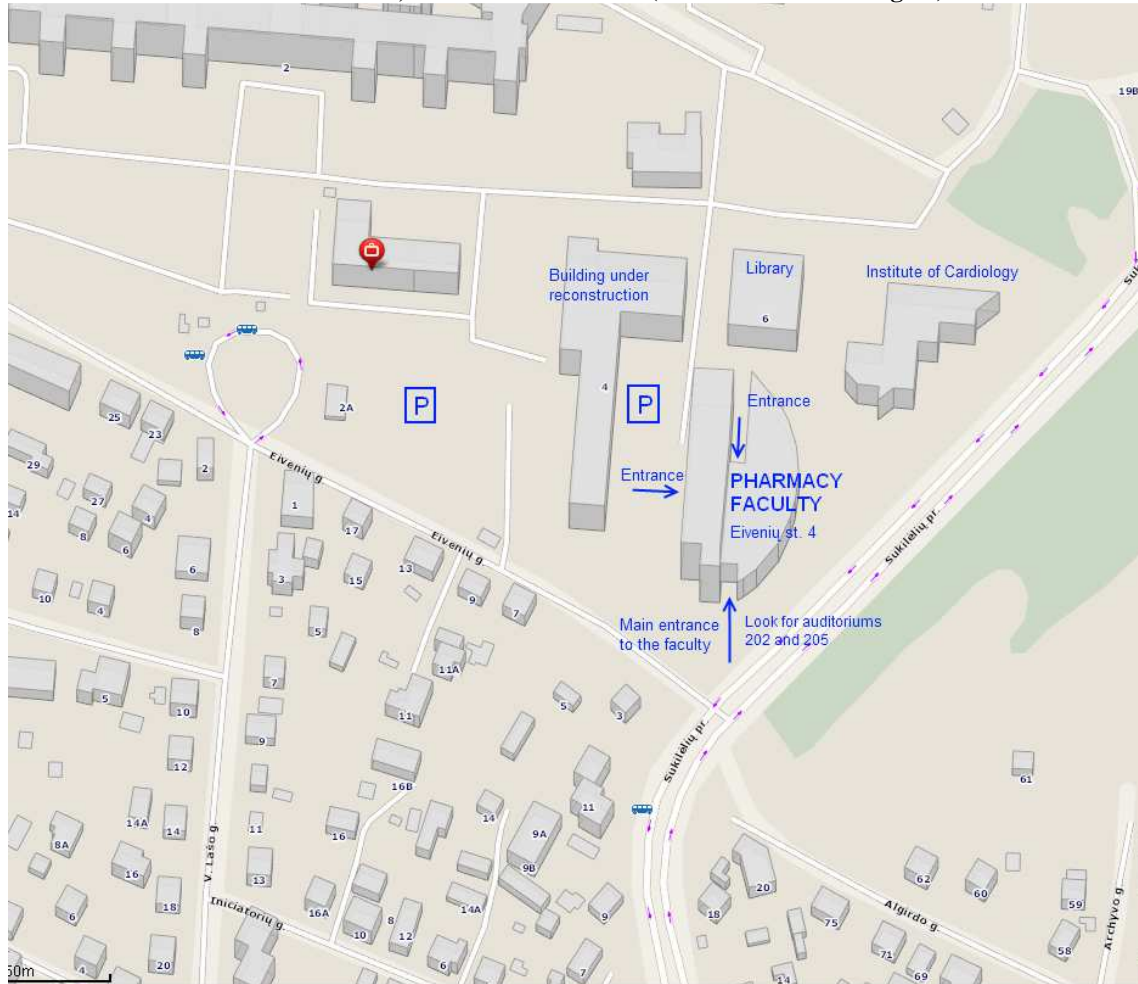 2
19B
Building under
reconstruction
Library
6
Institute of Cardiology
4
P
P
2A
Entrance
Entrance
PHARMACY
FACULTY
Eivenių st. 4
Main entrance
to the faculty
Look for auditoriums
202 and 205
Eivenių g.
Eivenių g.
Sukilėlių pr.
Sukilėlių pr.
25
23
29
2
27
14
8
6
4
1
17
3
15
13
6
10
4
8
9
7
5
11A
7
11
5
3
5
10
9
12
16B
14A
14
11
16
14
11
9A
9B
8A
16
13
18
16A
8
14A
9
6
10
12
6
4
20
7
V. Lašo g.
Iniciatorių g.
61
20
62
60
59
18
75
Algirdo g.
Archyvo g.
71
69
58
14
50m